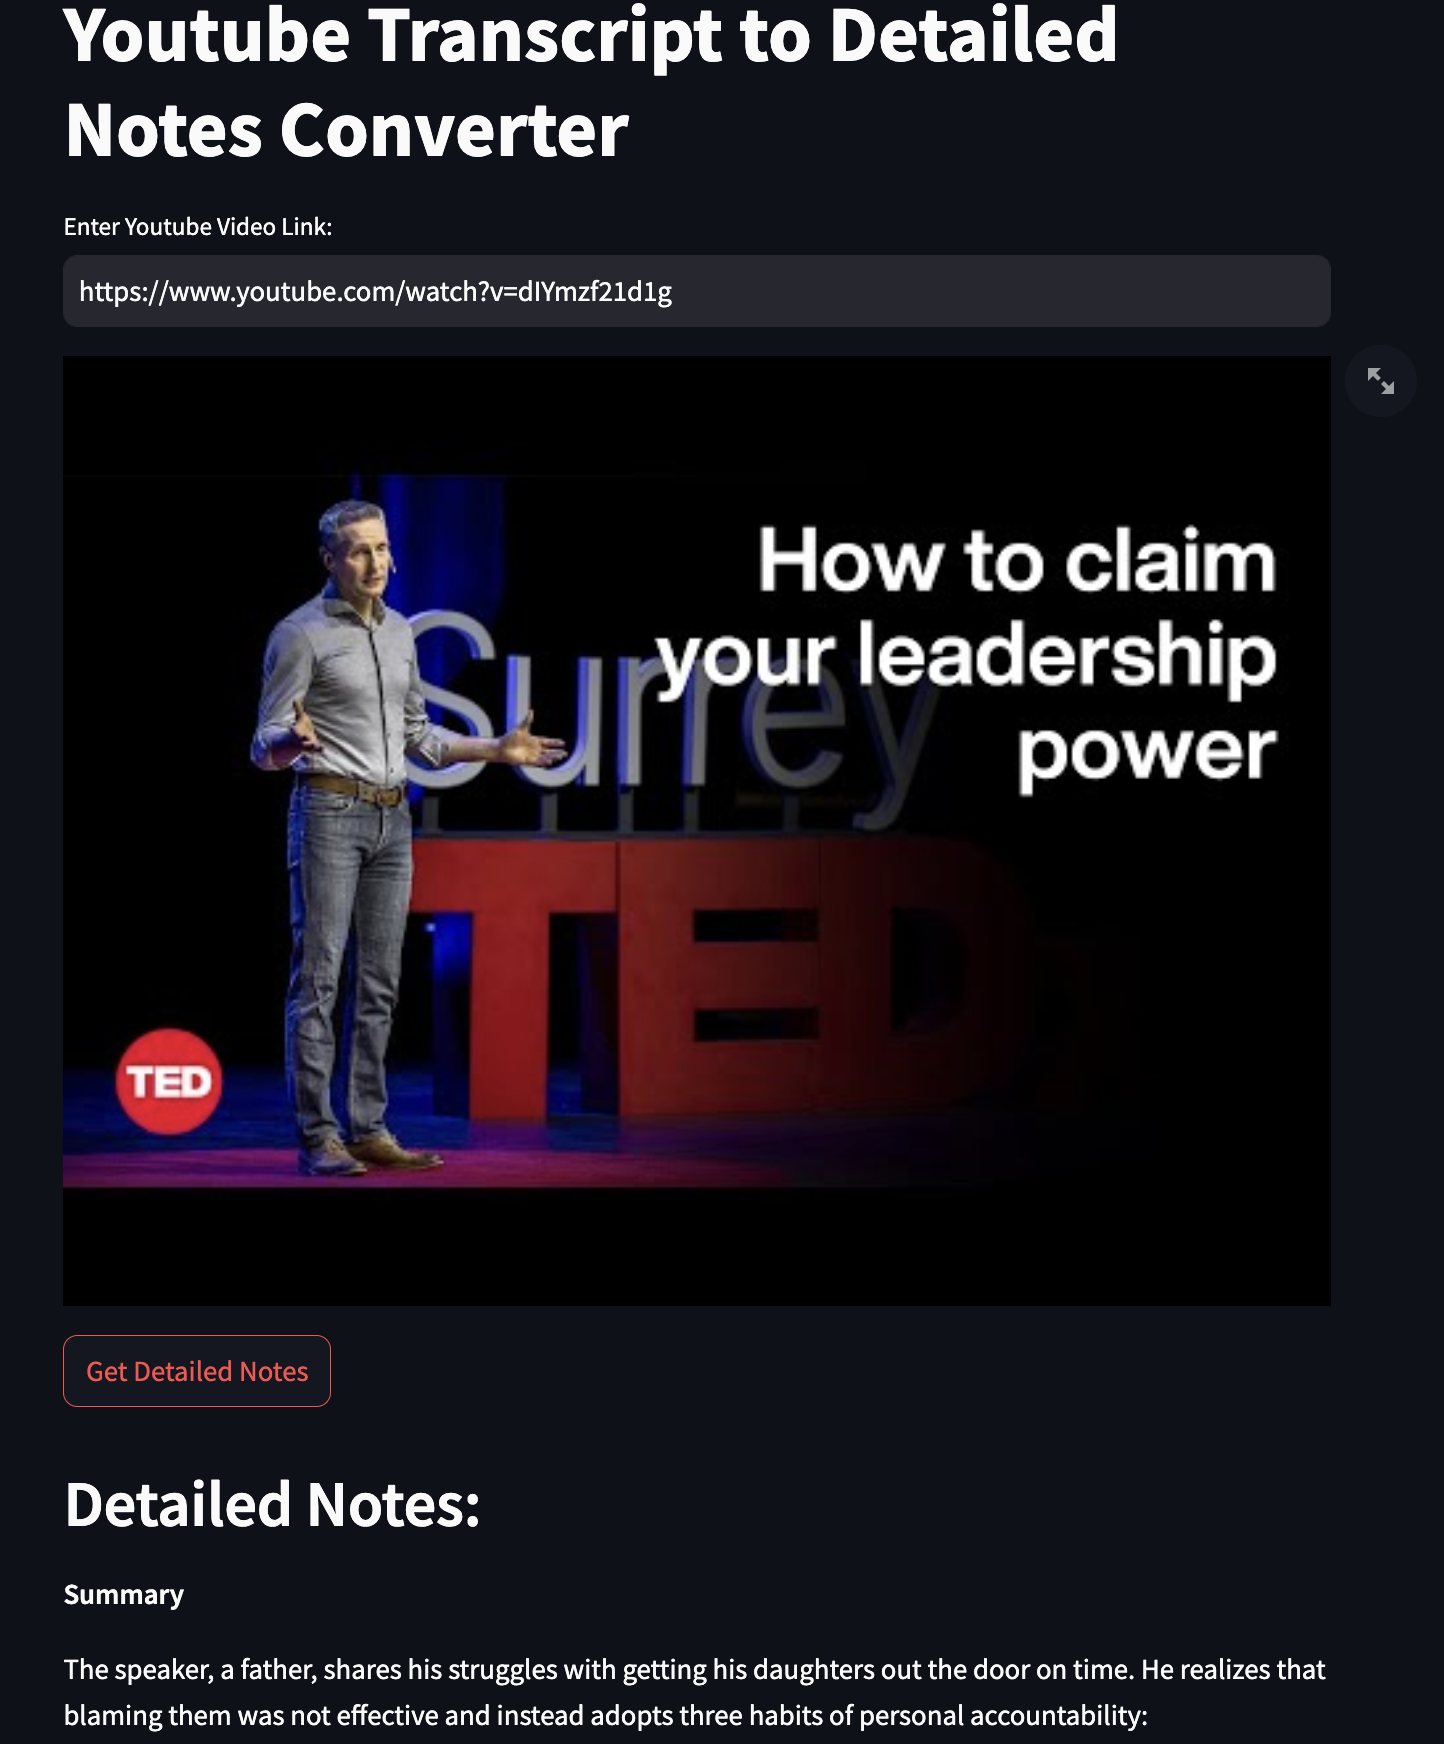 Youtube Transcript to Detailed
Notes Converter
Enter Youtube Video Link:
https://www.youtube.com/watch?v=dIYmzf21d1g
How to claim
your leadership
power
Surrey
TED
TED
Get Detailed Notes
Detailed Notes:
Summary
The speaker, a father, shares his struggles with getting his daughters out the door on time. He realizes that
blaming them was not effective and instead adopts three habits of personal accountability: